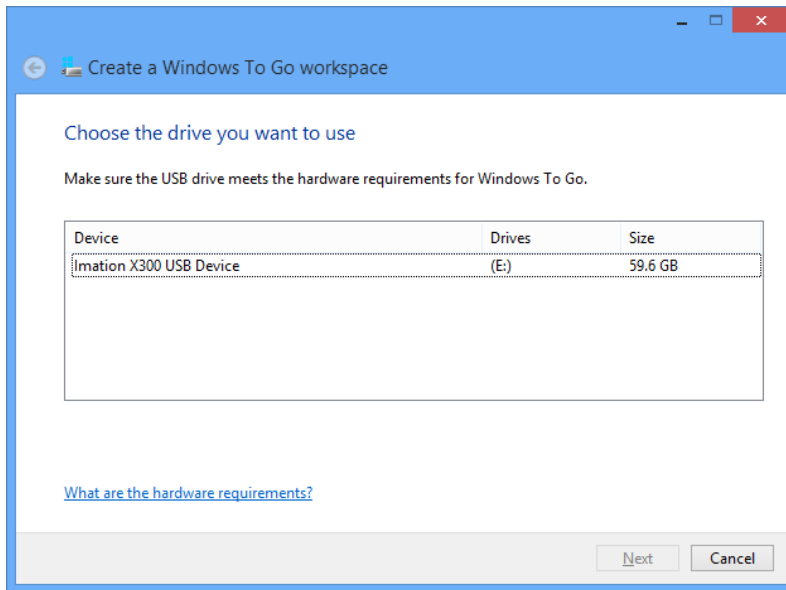 Create a Windows To Go workspace
Choose the drive you want to use
Make sure the USB drive meets the hardware requirements for Windows To Go.
Device Drives Size
Imation X300 USB Device (E:) 59.6 GB
What are the hardware requirements?
Next Cancel